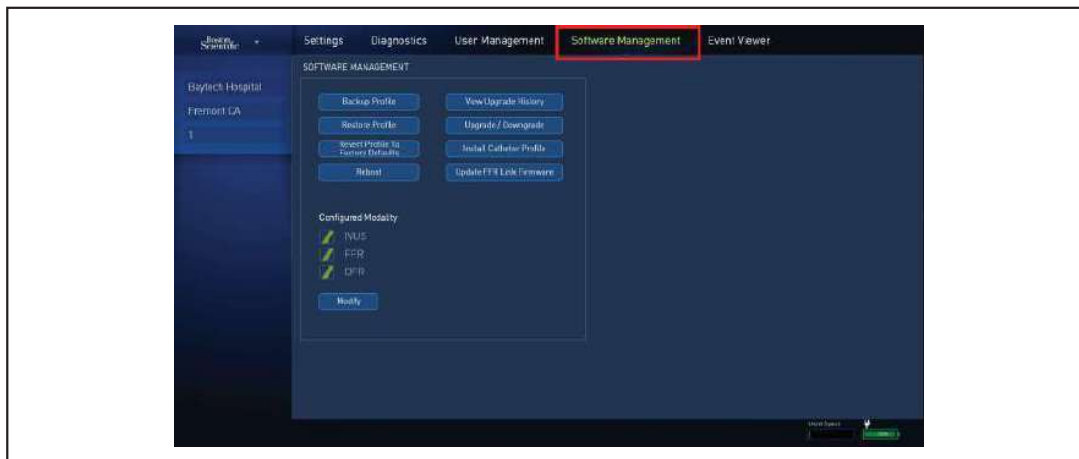 Boston Scientific
Settings Diagnostics User Management Software Management Event Viewer
SOFTWARE MANAGEMENT
Baytech Hospital
Fremont CA
1
Backup Profile View Upgrade History
Restore Profile Upgrade / Downgrade
Revert Profile To Factory Defaults Install Catheter Profile
Reboot Update FFR Link Firmware
Configured Modality
IVUS
FFR
DFR
Modify